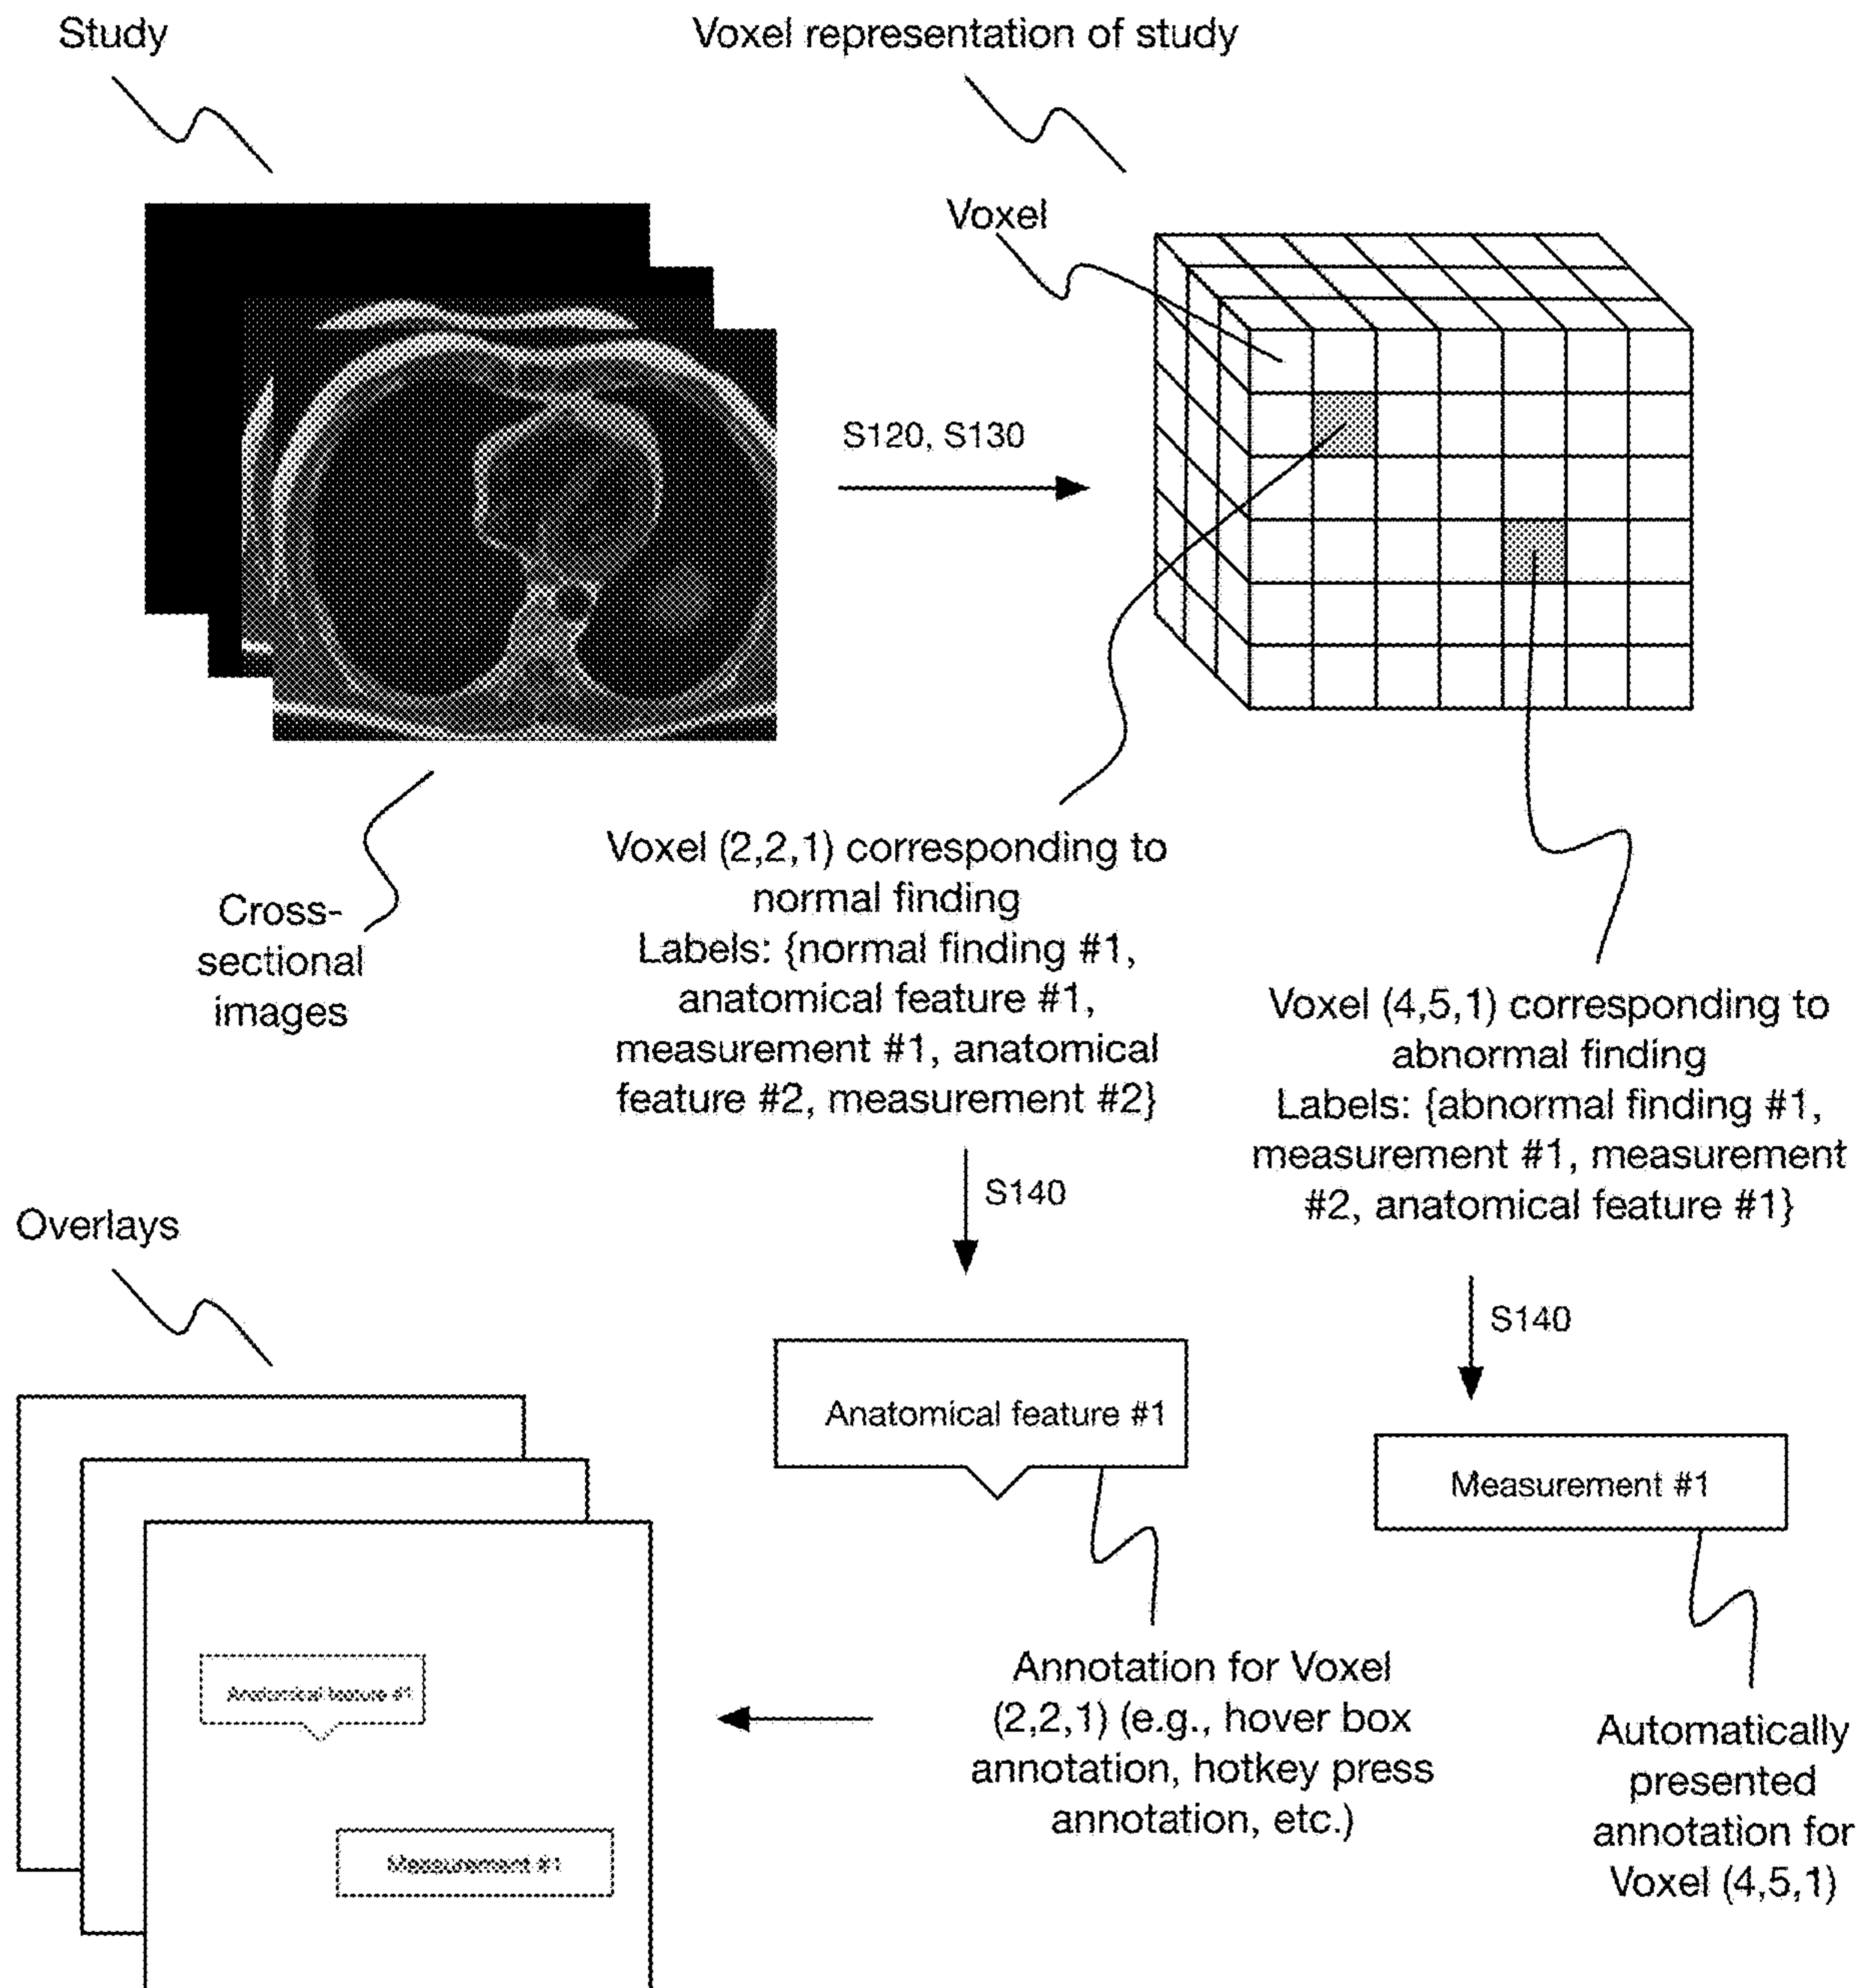 Study
Voxel representation of study
Voxel
S120, S130
Cross-
sectional
images
Voxel (2,2,1) corresponding to
normal finding
Labels: {normal finding #1,
anatomical feature #1,
measurement #1, anatomical
feature #2, measurement #2}
Voxel (4,5,1) corresponding to
abnormal finding
Labels: {abnormal finding #1,
measurement #1, measurement
#2, anatomical feature #1}
S140
S140
Overlays
Anatomical feature #1
Measurement #1
Anatomical feature #1
Measurement #1
Annotation for Voxel
(2,2,1) (e.g., hover box
annotation, hotkey press
annotation, etc.)
Automatically
presented
annotation for
Voxel (4,5,1)